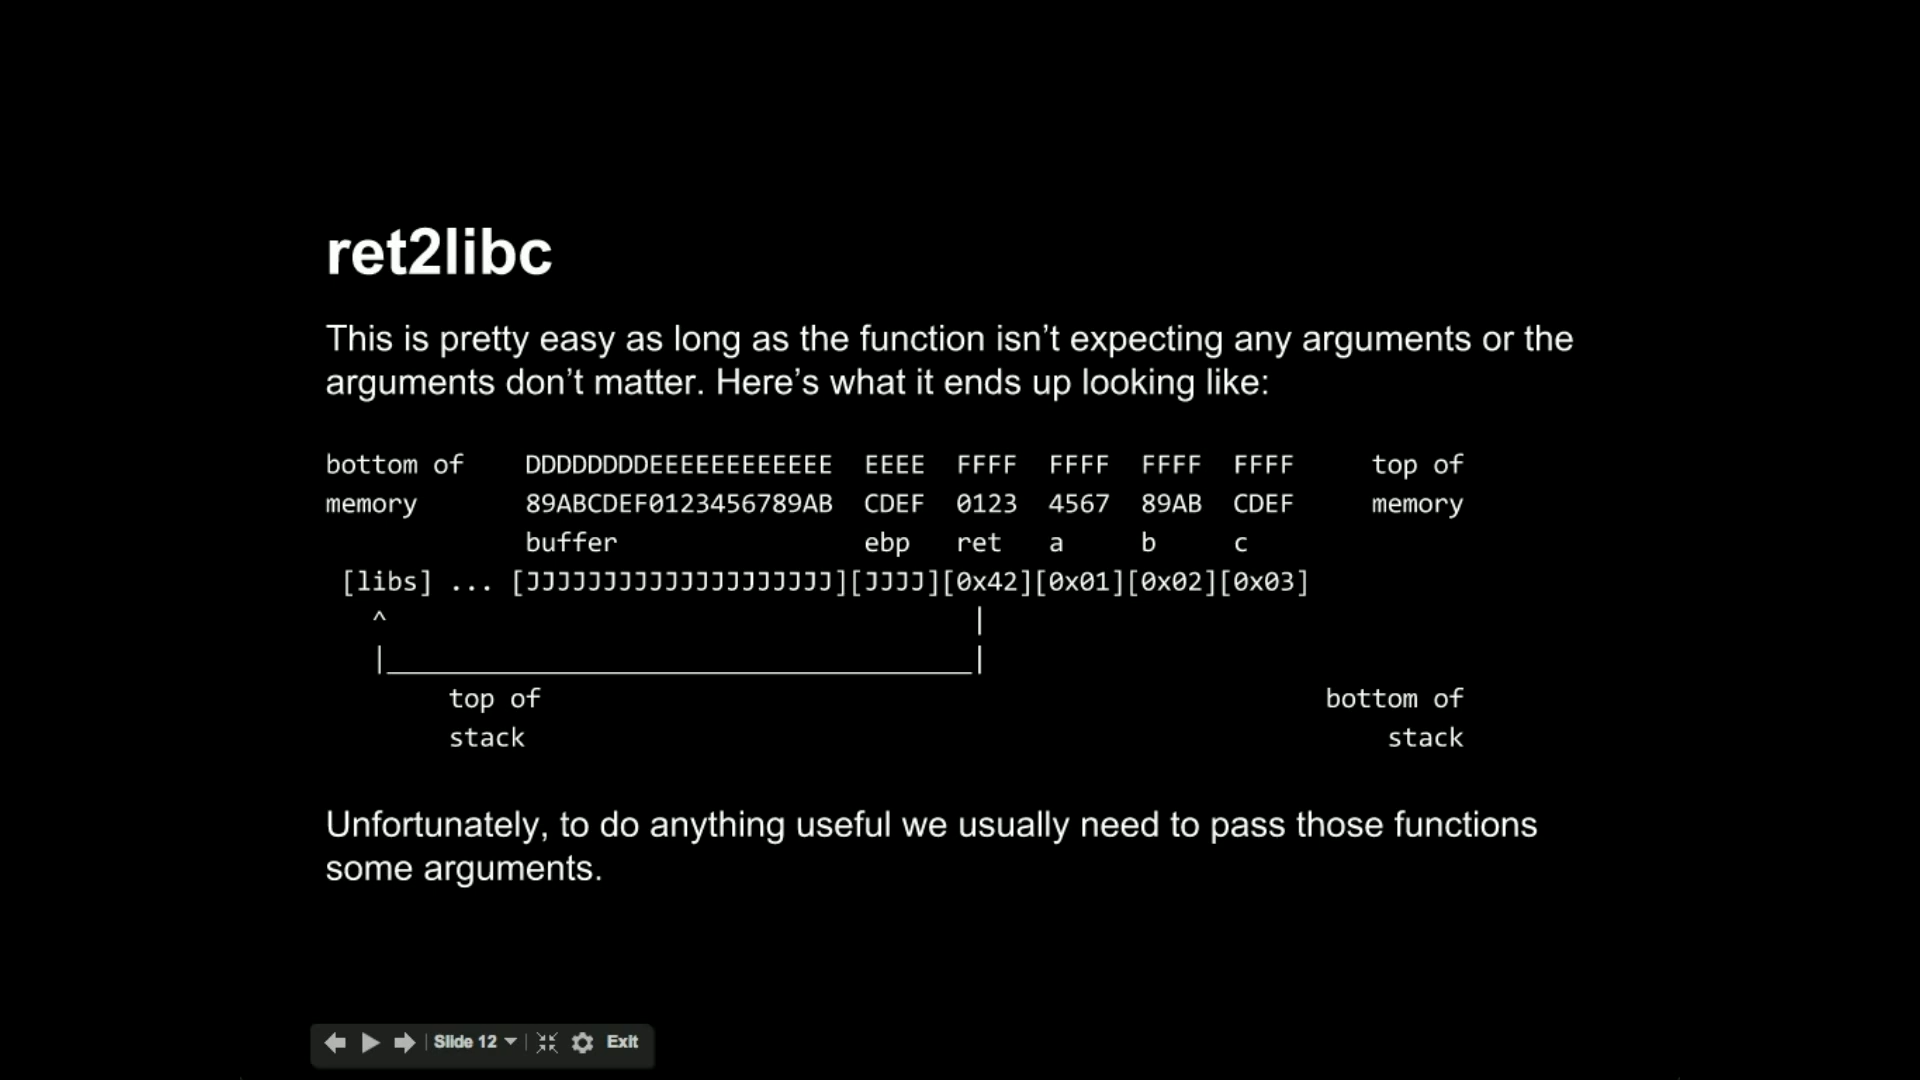 ret2libc
This is pretty easy as long as the function isn't expecting any arguments or the
arguments don't matter. Here's what it ends up looking like:
bottom of    DDDDDDDDEEEEEEEEEEEE  EEEE  FFFF  FFFF  FFFF  FFFF     top of
memory       89ABCDEF0123456789AB  CDEF  0123  4567  89AB  CDEF     memory
             buffer                ebp   ret   a     b     c
 [libs] ... [JJJJJJJJJJJJJJJJJJJJ][JJJJ][0x42][0x01][0x02][0x03]
   ^                                       |
   |_______________________________________|
        top of                                                   bottom of
        stack                                                        stack
Unfortunately, to do anything useful we usually need to pass those functions
some arguments.
Slide 12 Exit